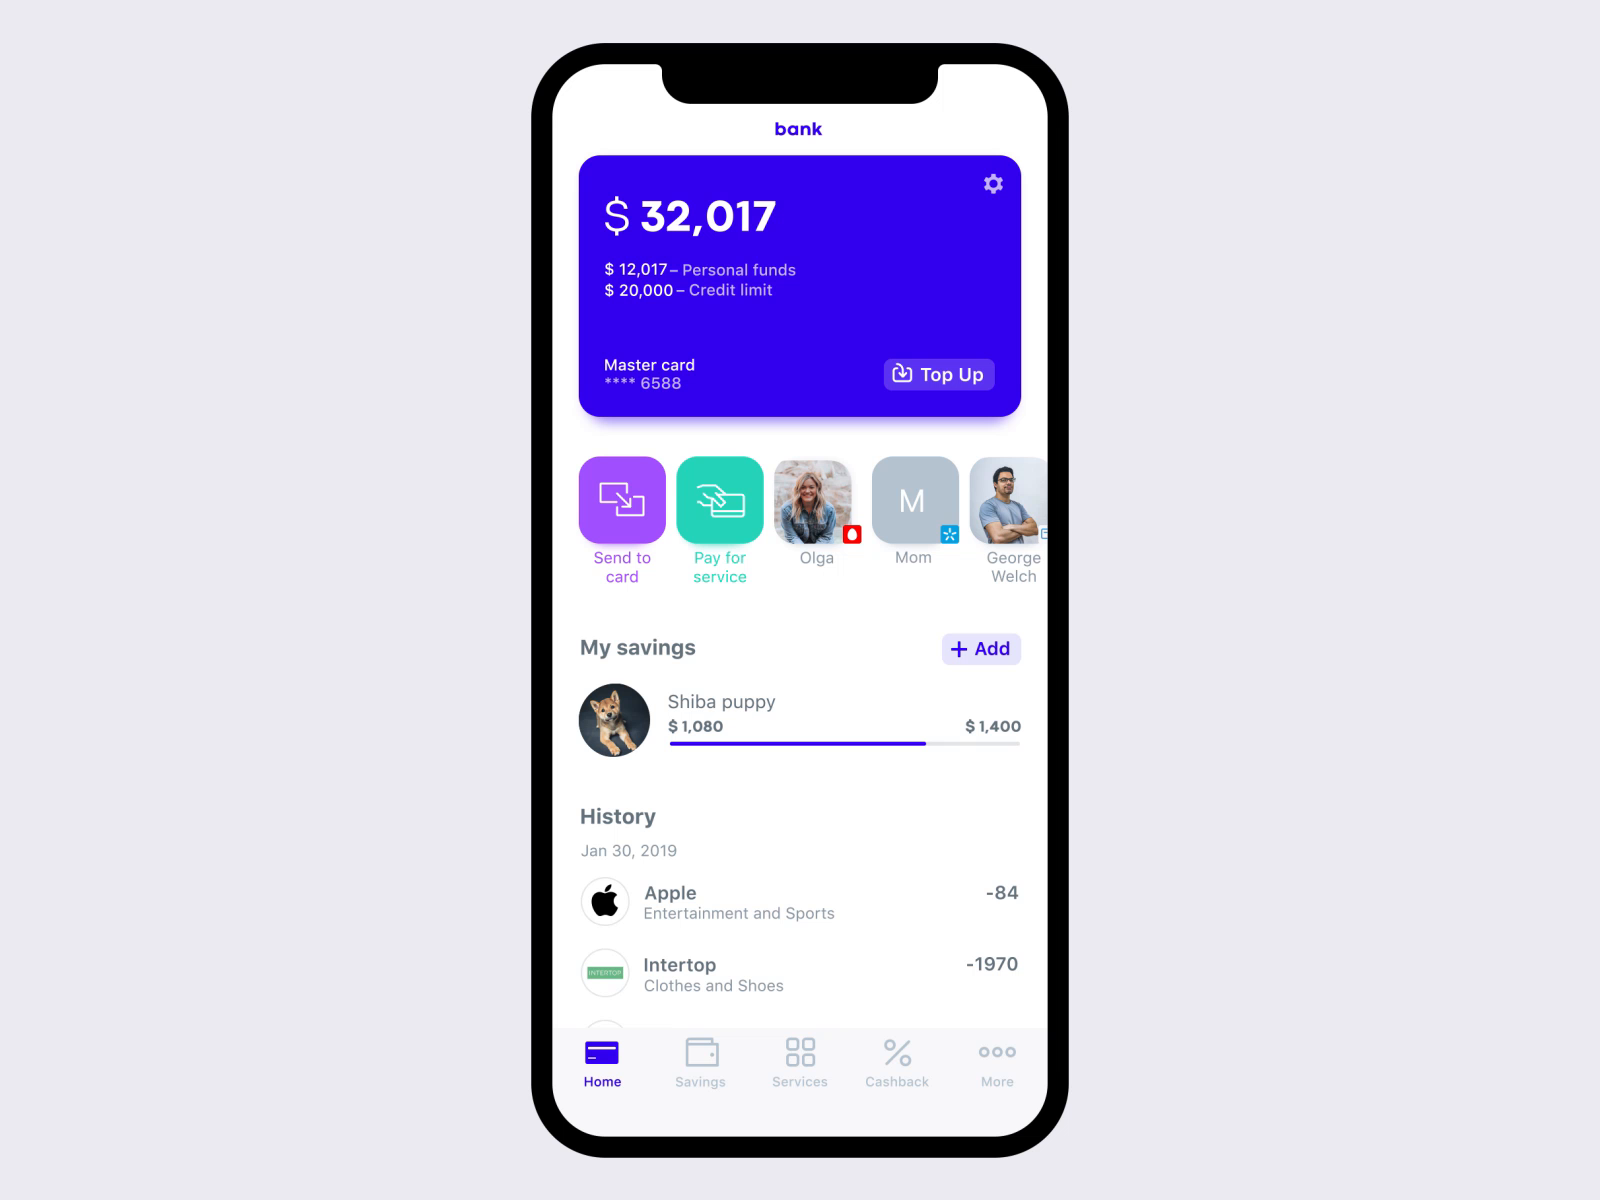 bank
$ 32,017
$ 12,017 – Personal funds
$ 20,000 – Credit limit
Master card
**** 6588
Top Up
Send to
card
Pay for
service
Olga
M
Mom
George
Welch
My savings
+ Add
Shiba puppy
$ 1,080
$ 1,400
History
Jan 30, 2019
Apple
-84
Entertainment and Sports
INTERTOP
Intertop
-1970
Clothes and Shoes
Home
Savings
Services
Cashback
More